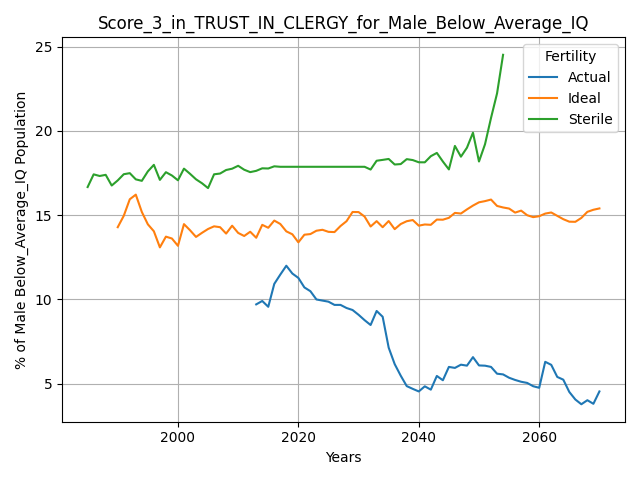 Score_3_in_TRUST_IN_CLERGY_for_Male_Below_Average_IQ
% of Male Below_Average_IQ Population
25
20
15
10
5
Fertility
Actual
Ideal
Sterile
2000
2020
2040
2060
Years